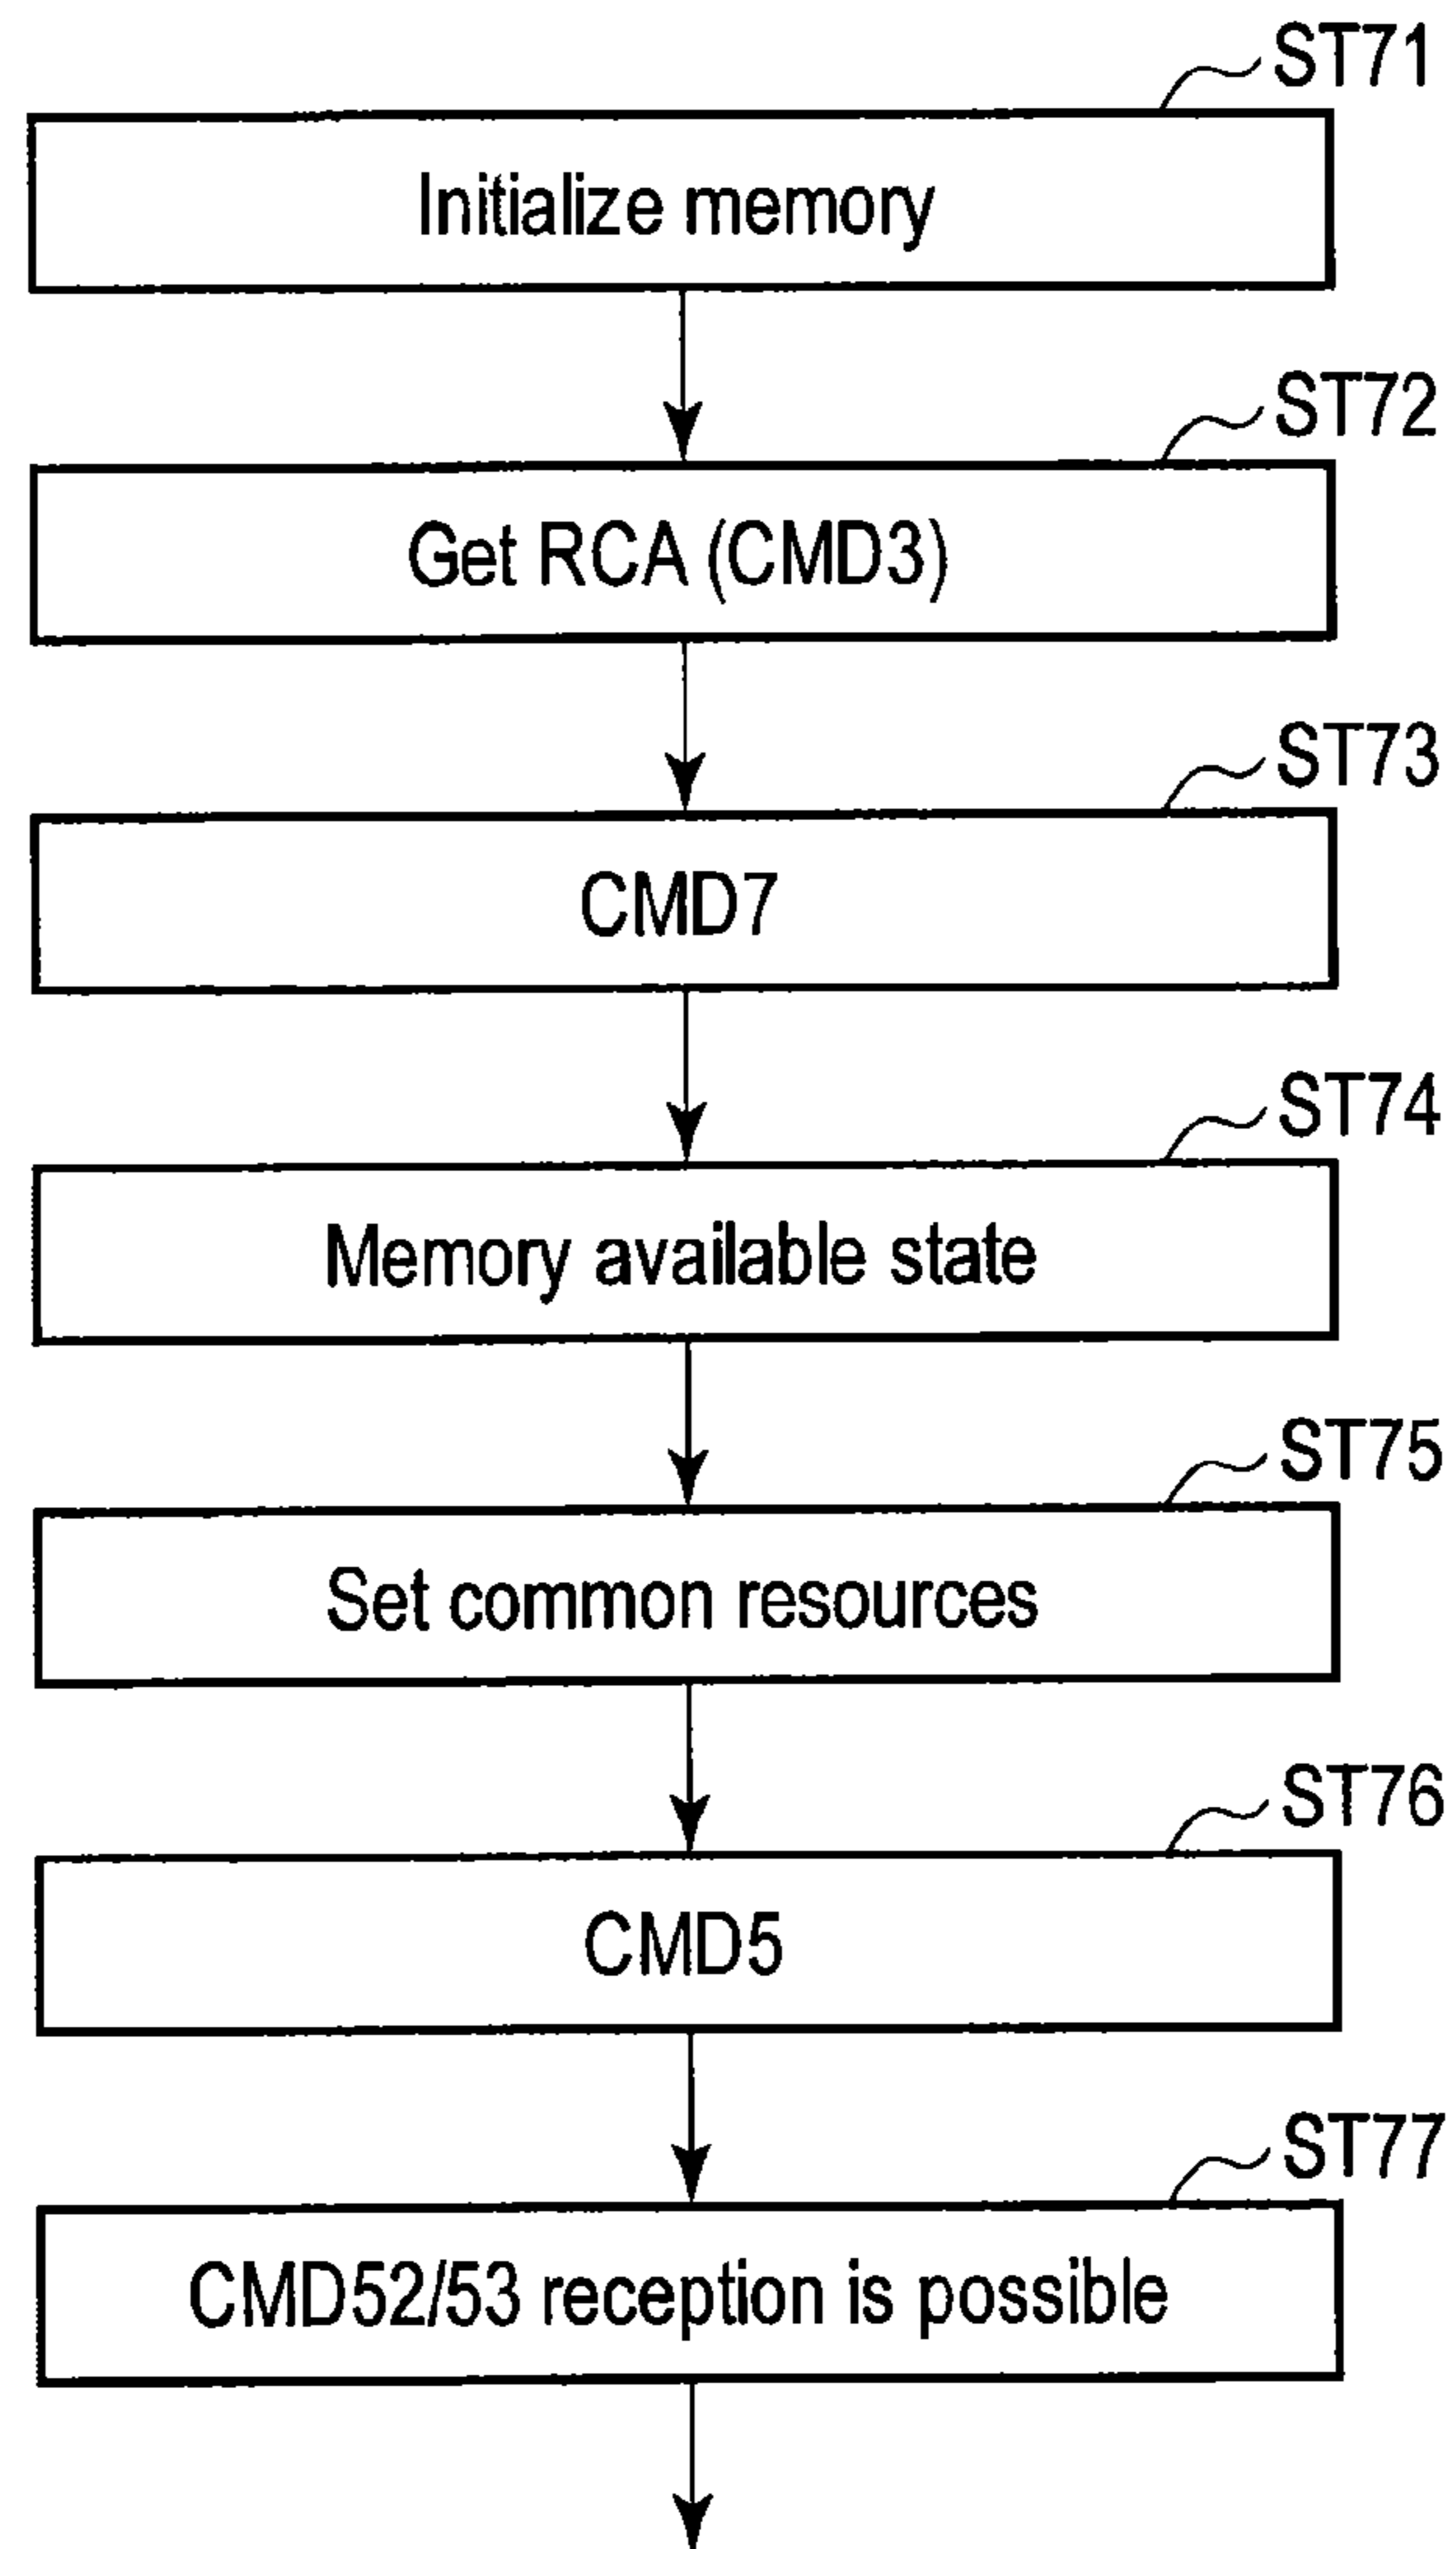 ST71
Initialize memory
ST72
Get RCA (CMD3)
ST73
CMD7
ST74
Memory available state
ST75
Set common resources
ST76
CMD5
ST77
CMD52/53 reception is possible